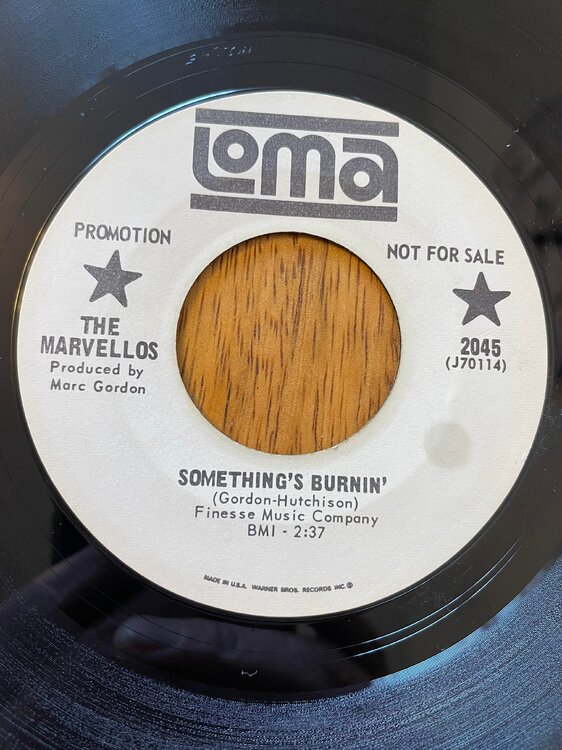 Loma
PROMOTION
NOT FOR SALE
THE
MARVELLOS
Produced by
Marc Gordon
2045
(J70114)
SOMETHING'S BURNIN'
(Gordon-Hutchison)
Finesse Music Company
BMI - 2:37
MADE IN U.S.A. WARNER BROS. RECORDS INC. ®